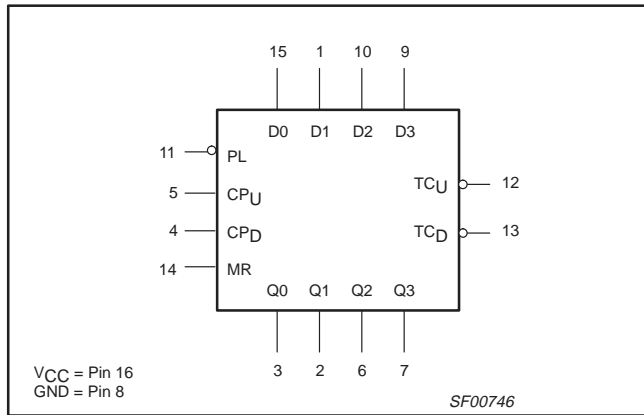 15 1 10 9
D0 D1 D2 D3
11 PL
TCU 12
5 CPU
4 CPD
TCD 13
14 MR
Q0 Q1 Q2 Q3
3 2 6 7
VCC = Pin 16
GND = Pin 8
SF00746